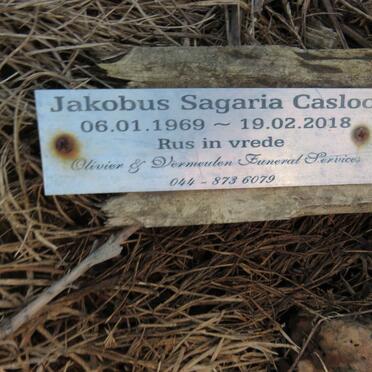 Jakobus Sagaria Casloo
06.01.1969 ~ 19.02.2018
Rus in vrede
Olivier & Vermeulen Funeral Services
044 - 873 6079